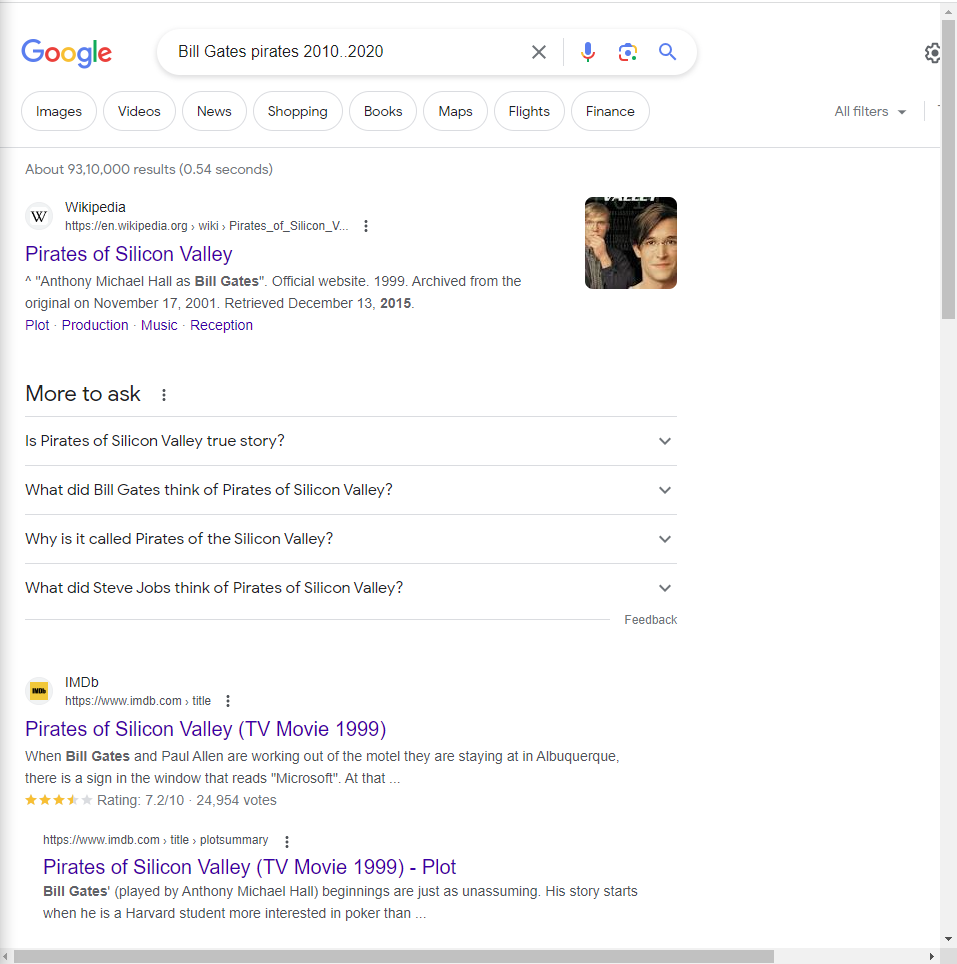 Google
Bill Gates pirates 2010..2020
Images Videos News Shopping Books Maps Flights Finance All filters
About 93,10,000 results (0.54 seconds)
W
Wikipedia
https://en.wikipedia.org › wiki › Pirates_of_Silicon_V...
Pirates of Silicon Valley
^ "Anthony Michael Hall as Bill Gates". Official website. 1999. Archived from the
original on November 17, 2001. Retrieved December 13, 2015.
Plot · Production · Music · Reception
VALLEY
More to ask
Is Pirates of Silicon Valley true story?
What did Bill Gates think of Pirates of Silicon Valley?
Why is it called Pirates of the Silicon Valley?
What did Steve Jobs think of Pirates of Silicon Valley?
Feedback
IMDb
IMDb
https://www.imdb.com › title
Pirates of Silicon Valley (TV Movie 1999)
When Bill Gates and Paul Allen are working out of the motel they are staying at in Albuquerque,
there is a sign in the window that reads "Microsoft". At that ...
Rating: 7.2/10 · 24,954 votes
https://www.imdb.com › title › plotsummary
Pirates of Silicon Valley (TV Movie 1999) - Plot
Bill Gates' (played by Anthony Michael Hall) beginnings are just as unassuming. His story starts
when he is a Harvard student more interested in poker than ...